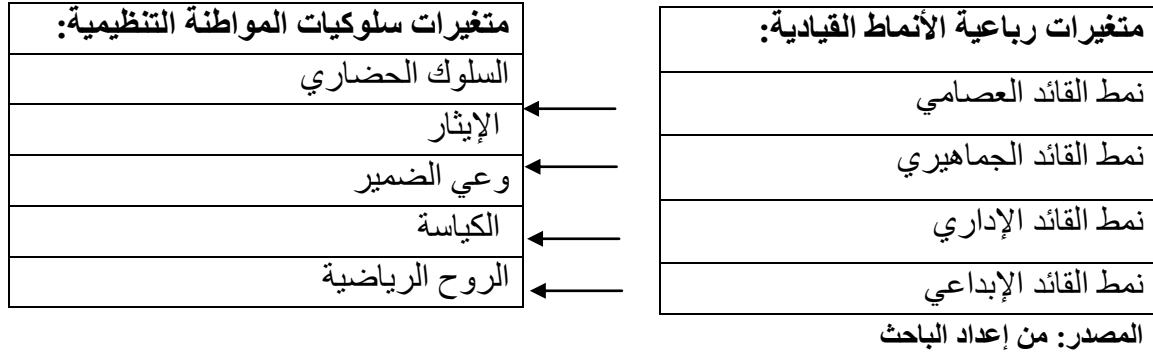 متغيرات رباعية الأنماط القيادية:
نمط القائد العصامي
نمط القائد الجماهيري
نمط القائد الإداري
نمط القائد الإبداعي
متغيرات سلوكيات المواطنة التنظيمية:
السلوك الحضاري
الإيثار
وعي الضمير
الكياسة
الروح الرياضية
المصدر: من إعداد الباحث